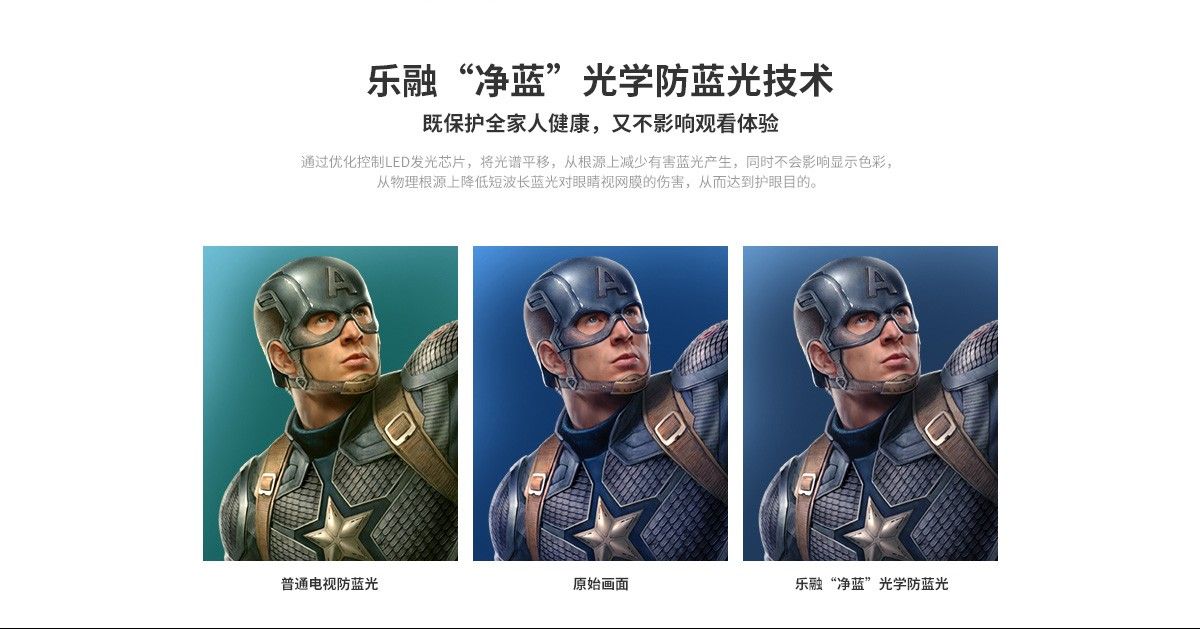 乐融“净蓝”光学防蓝光技术
既保护全家人健康，又不影响观看体验
通过优化控制LED发光芯片，将光谱平移，从根源上减少有害蓝光产生，同时不会影响显示色彩，
从物理根源上降低短波长蓝光对眼睛视网膜的伤害，从而达到护眼目的。
A
A
A
普通电视防蓝光
原始画面
乐融“净蓝”光学防蓝光